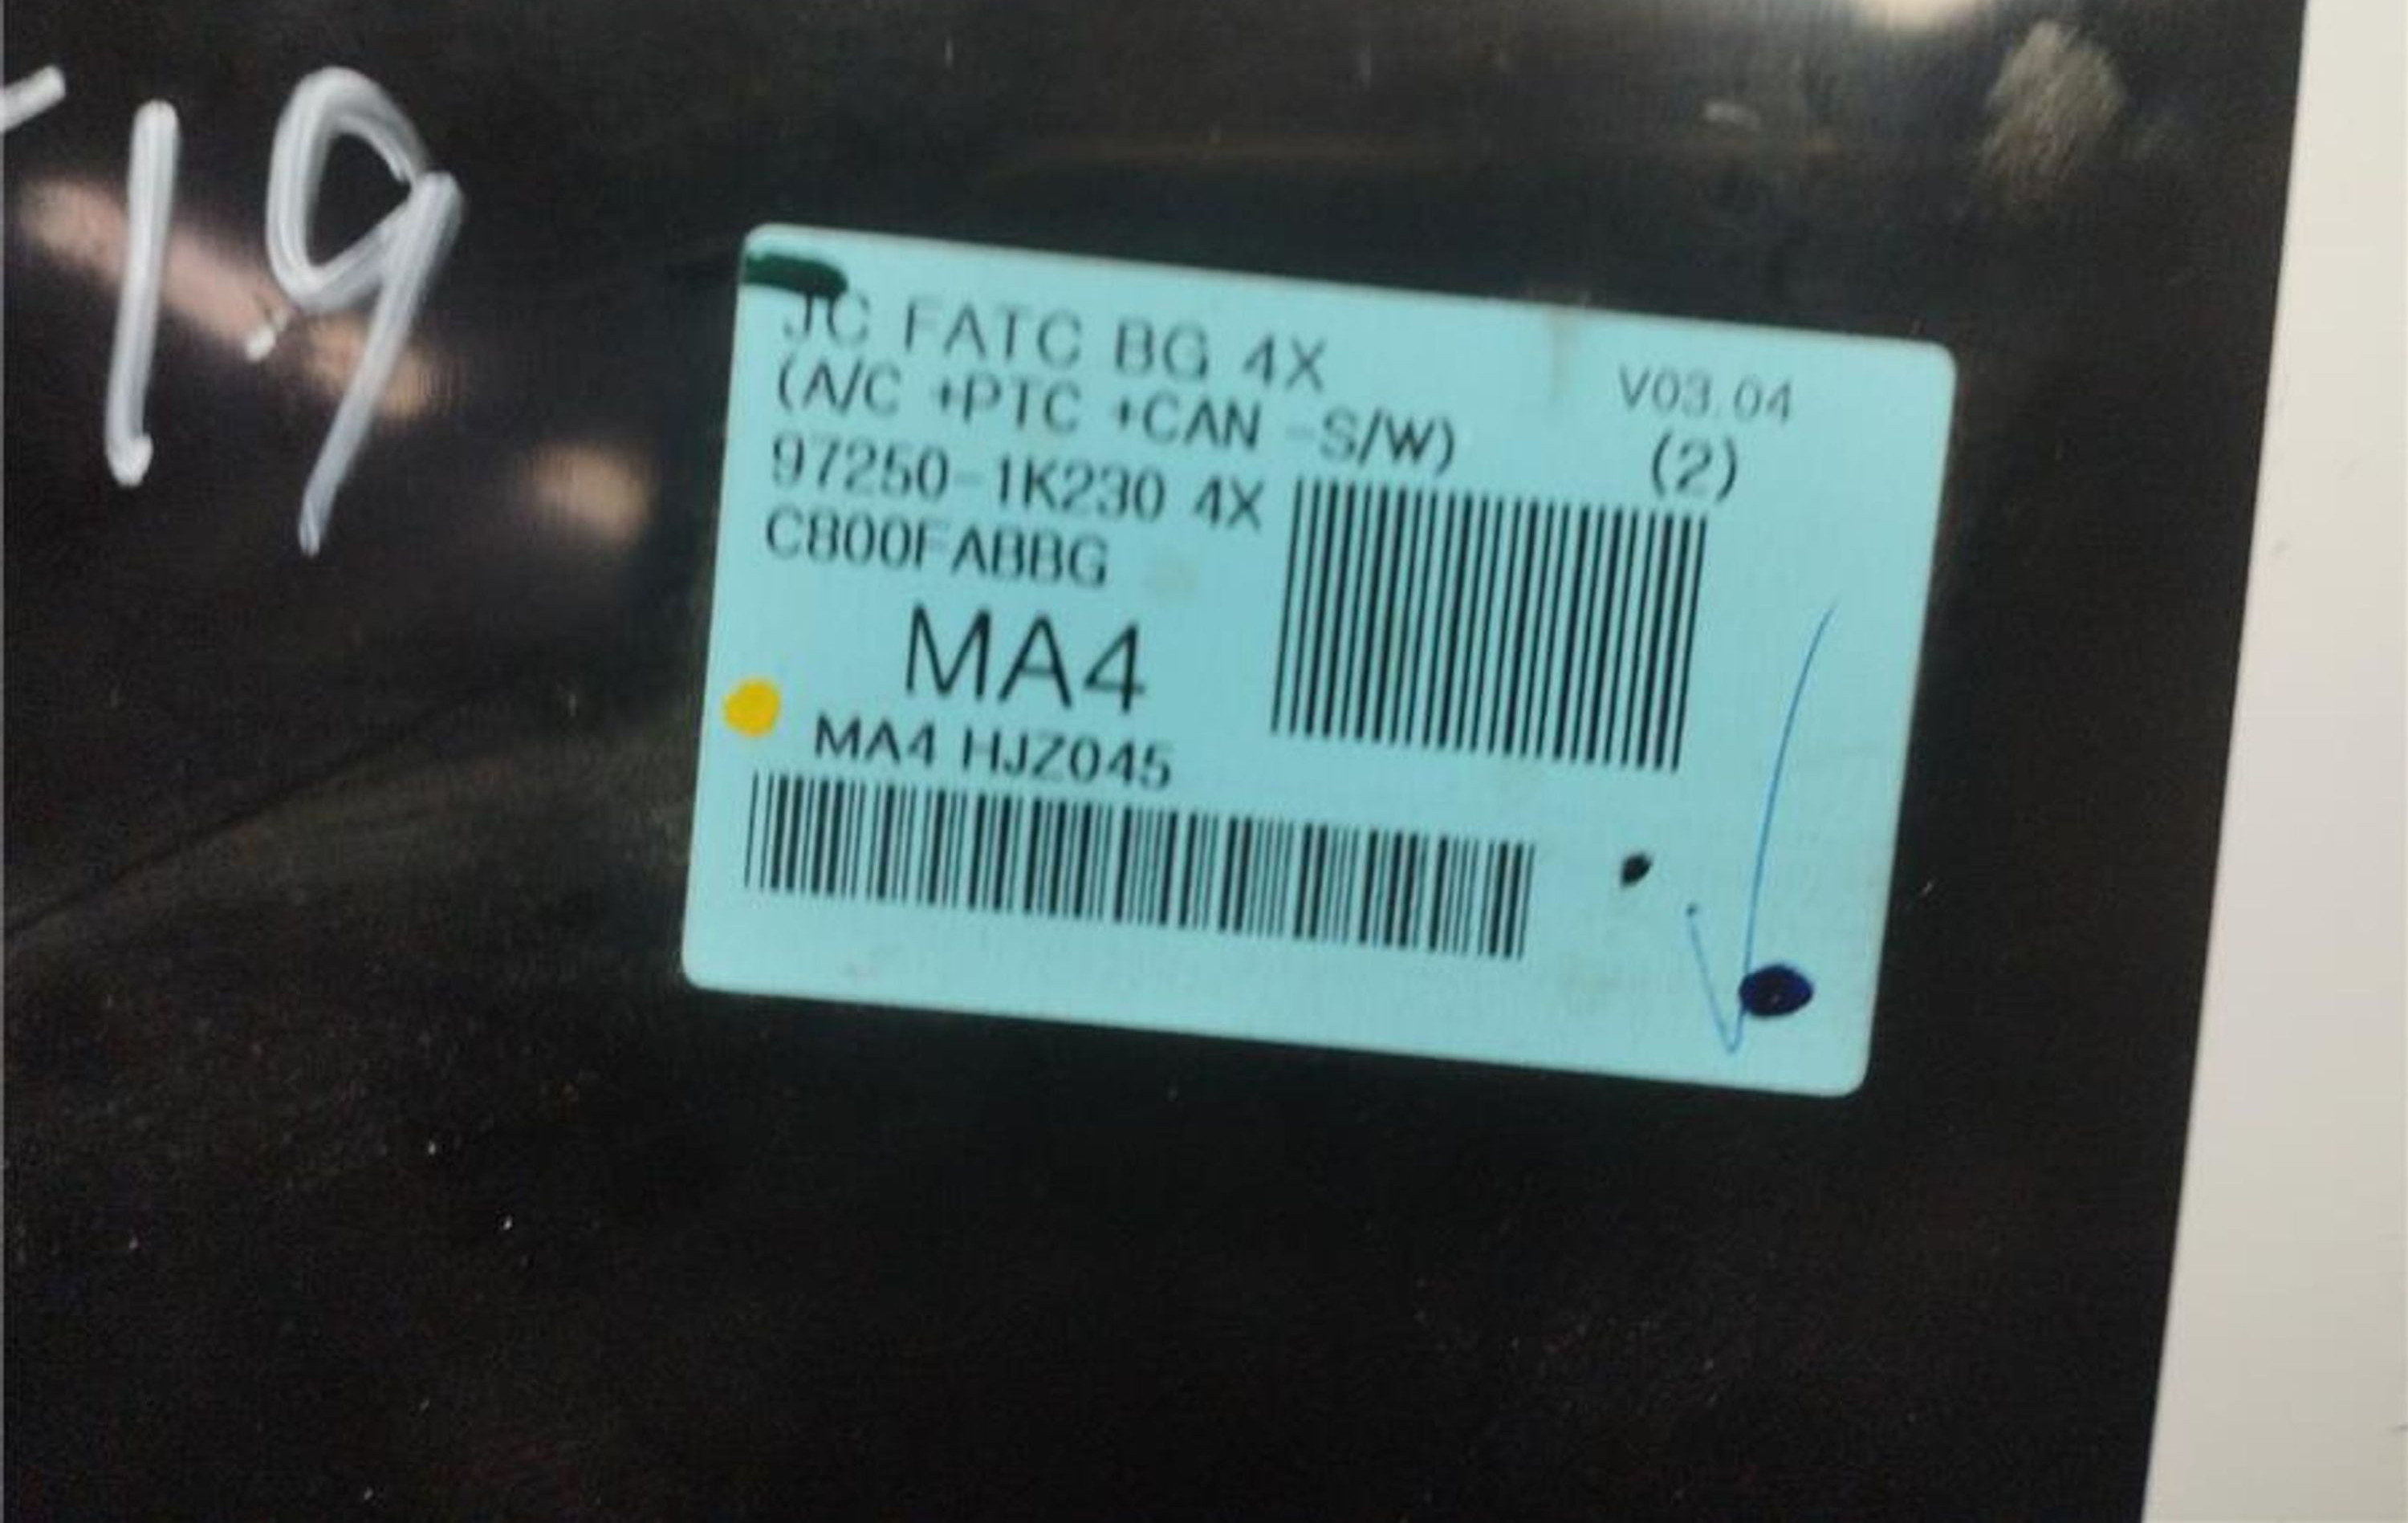 19
JC FATC BG 4X
(A/C +PTC +CAN -S/W)
V03.04
(2)
97250-1K230 4X
C800FABBG
MA4
MA4 HJZ045